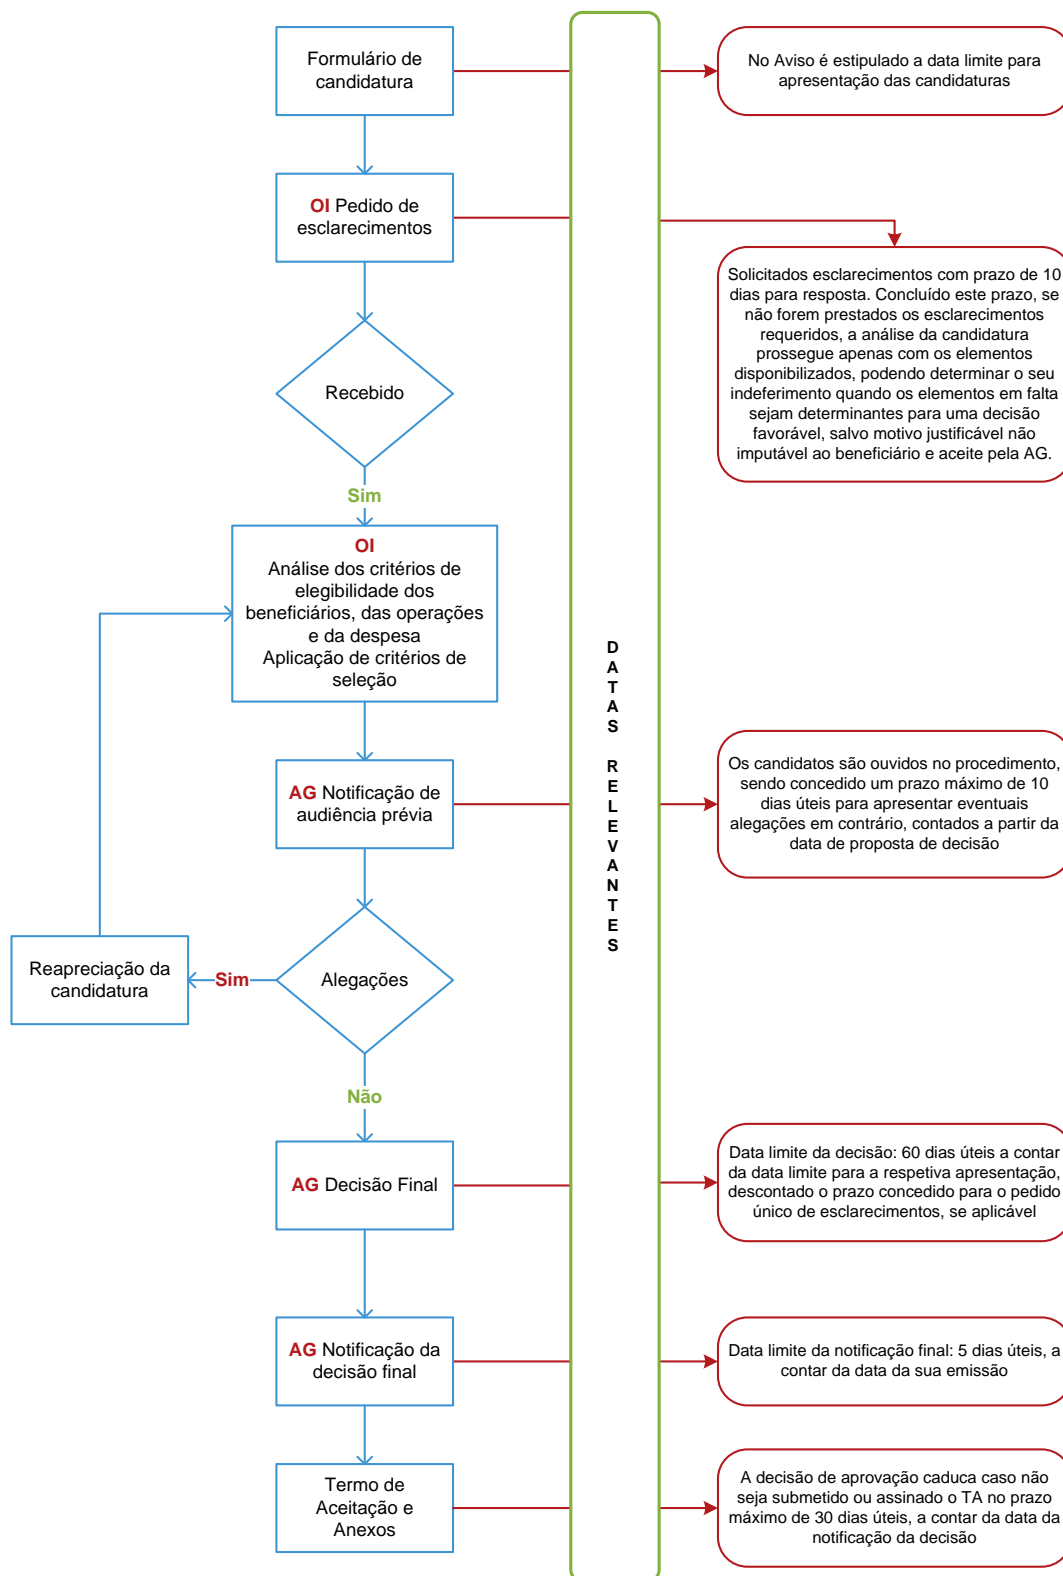 Formulário de
candidatura
No Aviso é estipulado a data limite para
apresentação das candidaturas
OI Pedido de
esclarecimentos
Solicitados esclarecimentos com prazo de 10
dias para resposta. Concluído este prazo, se
não forem prestados os esclarecimentos
requeridos, a análise da candidatura
prossegue apenas com os elementos
disponibilizados, podendo determinar o seu
indeferimento quando os elementos em falta
sejam determinantes para uma decisão
favorável, salvo motivo justificável não
imputável ao beneficiário e aceite pela AG.
Recebido
Sim
OI
Análise dos critérios de
elegibilidade dos
beneficiários, das operações
e da despesa
Aplicação de critérios de
seleção
DATAS RELEVANTES
AG Notificação de
audiência prévia
Os candidatos são ouvidos no procedimento,
sendo concedido um prazo máximo de 10
dias úteis para apresentar eventuais
alegações em contrário, contados a partir da
data de proposta de decisão
Reapreciação da
candidatura
Sim
Alegações
Não
AG Decisão Final
Data limite da decisão: 60 dias úteis a contar
da data limite para a respetiva apresentação,
descontado o prazo concedido para o pedido
único de esclarecimentos, se aplicável
AG Notificação da
decisão final
Data limite da notificação final: 5 dias úteis, a
contar da data da sua emissão
Termo de
Aceitação e
Anexos
A decisão de aprovação caduca caso não
seja submetido ou assinado o TA no prazo
máximo de 30 dias úteis, a contar da data da
notificação da decisão